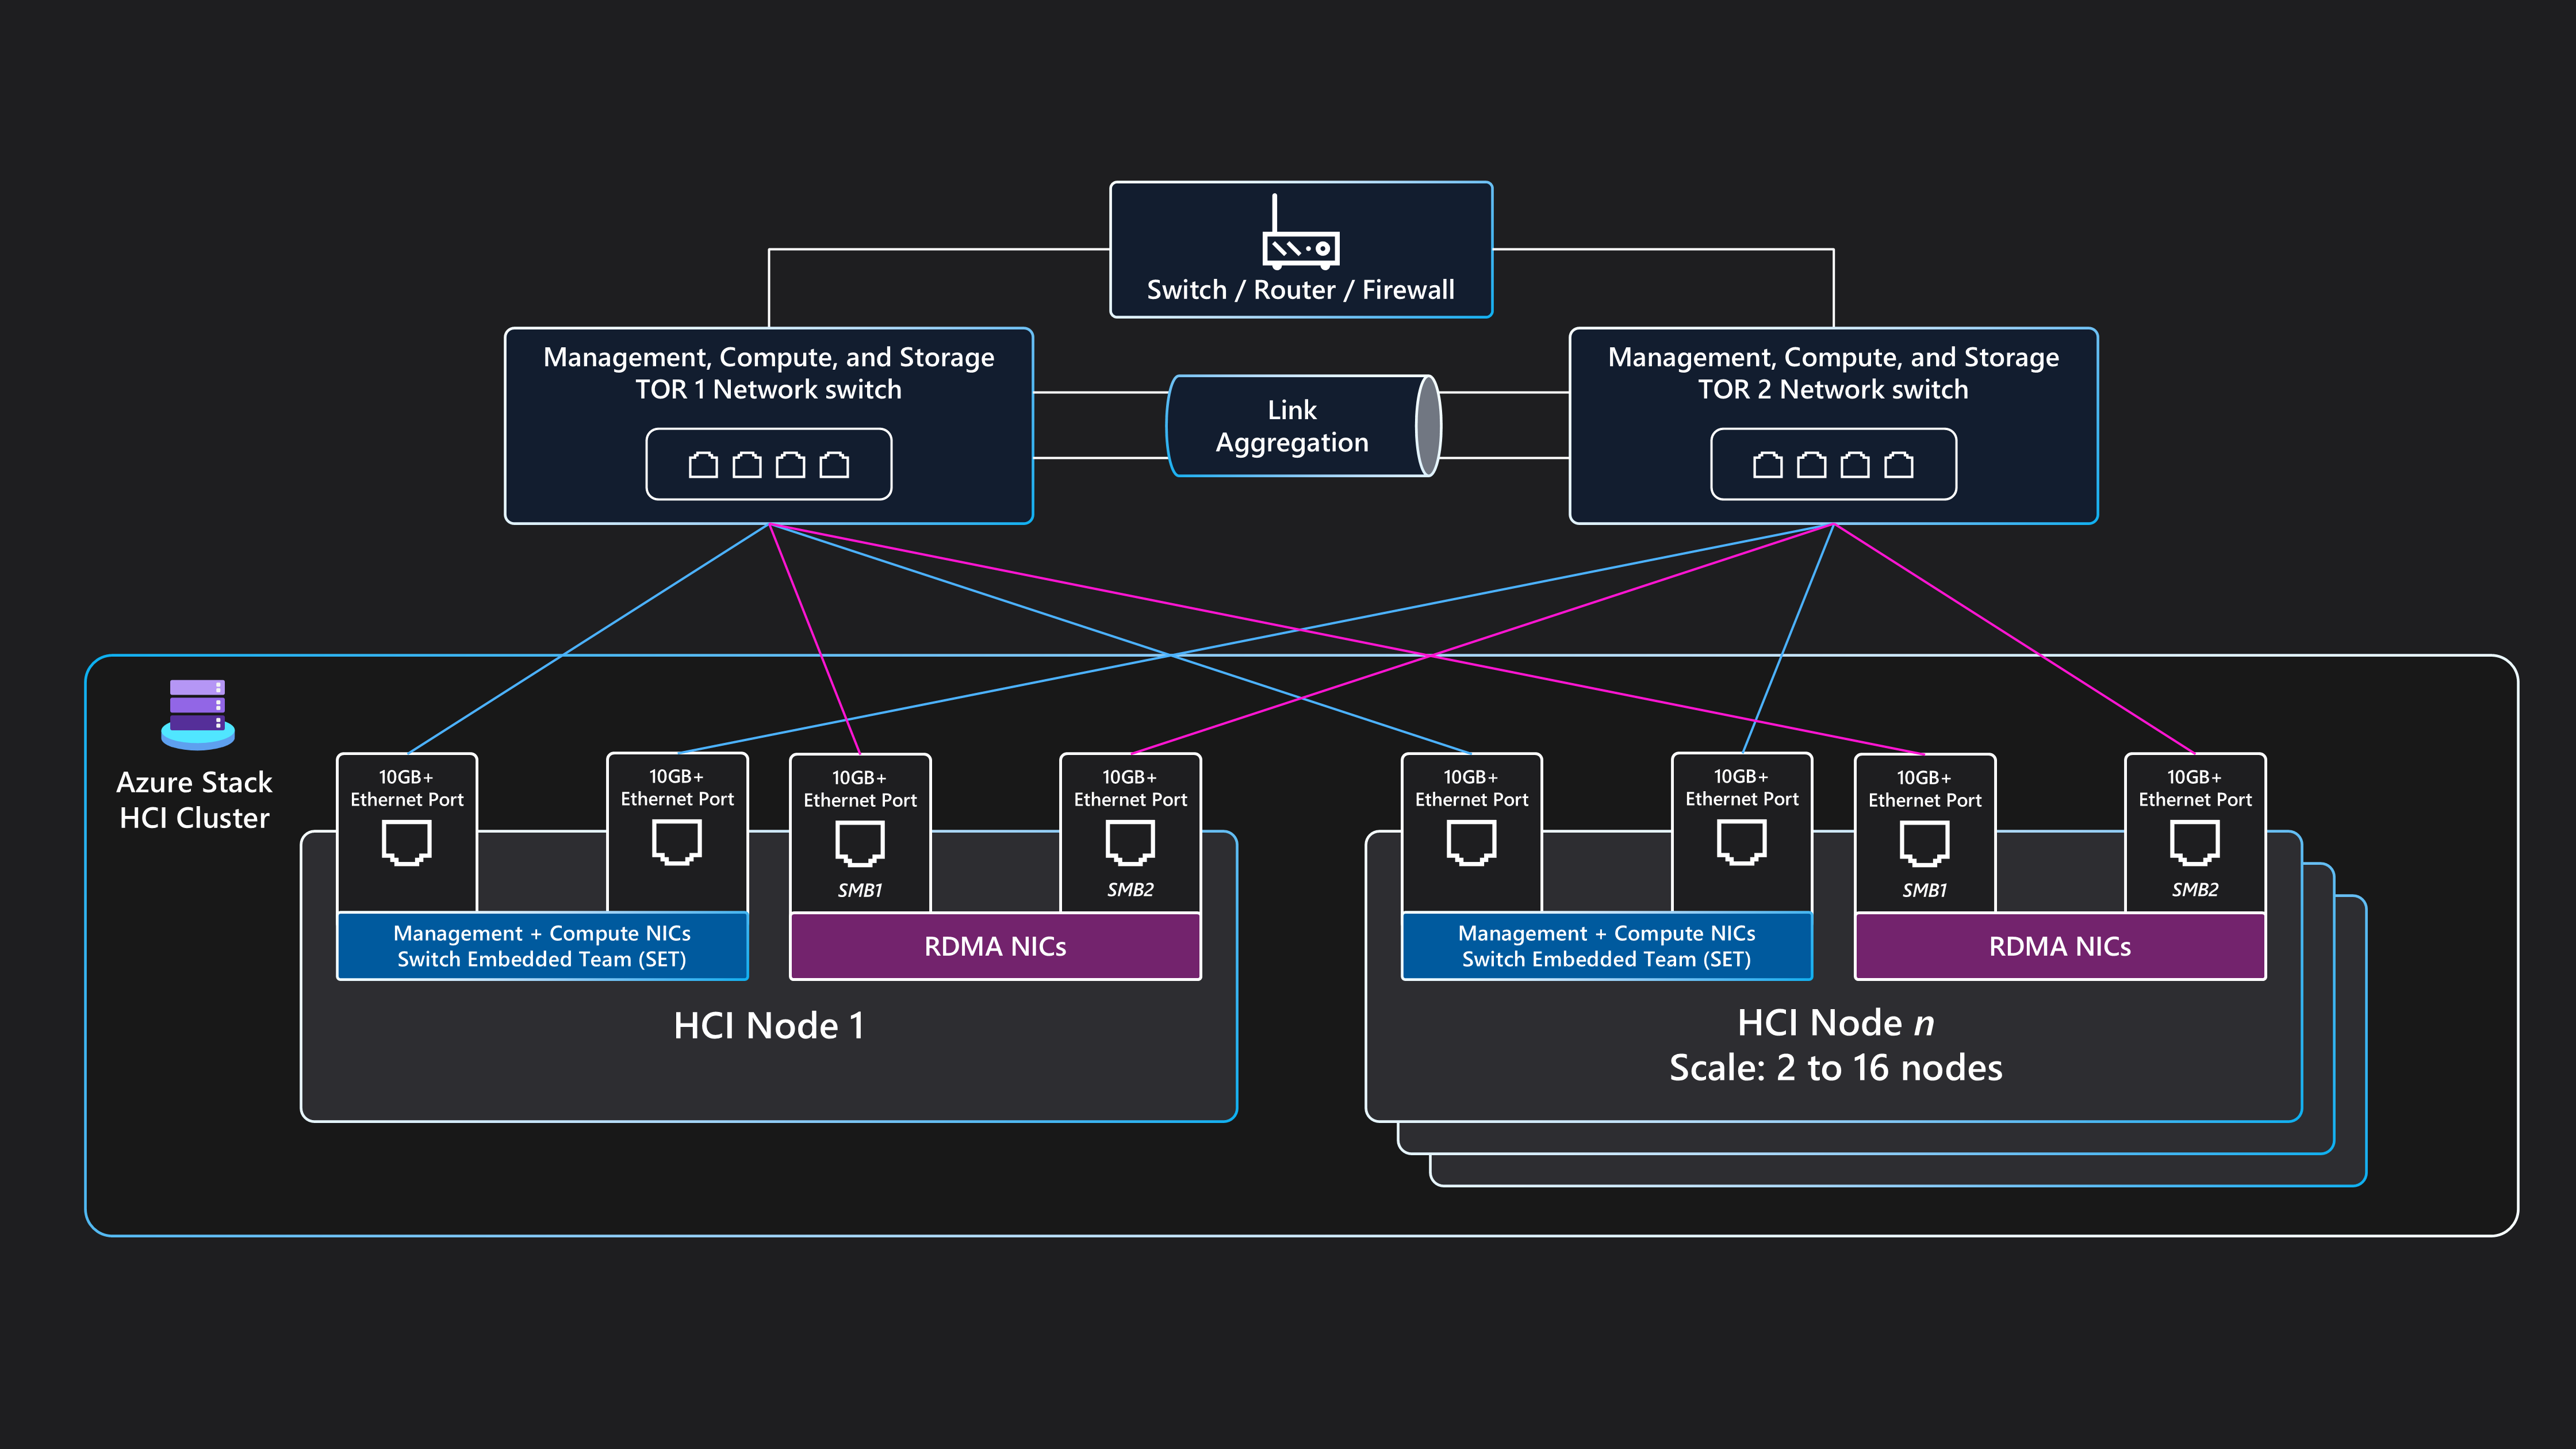 Switch / Router / Firewall
Management, Compute, and Storage
TOR 1 Network switch
Link
Aggregation
Management, Compute, and Storage
TOR 2 Network switch
Azure Stack
HCI Cluster
10GB+
Ethernet Port
10GB+
Ethernet Port
10GB+
Ethernet Port
SMB1
10GB+
Ethernet Port
SMB2
Management + Compute NICs
Switch Embedded Team (SET)
RDMA NICs
HCI Node 1
10GB+
Ethernet Port
10GB+
Ethernet Port
10GB+
Ethernet Port
SMB1
10GB+
Ethernet Port
SMB2
Management + Compute NICs
Switch Embedded Team (SET)
RDMA NICs
HCI Node n
Scale: 2 to 16 nodes